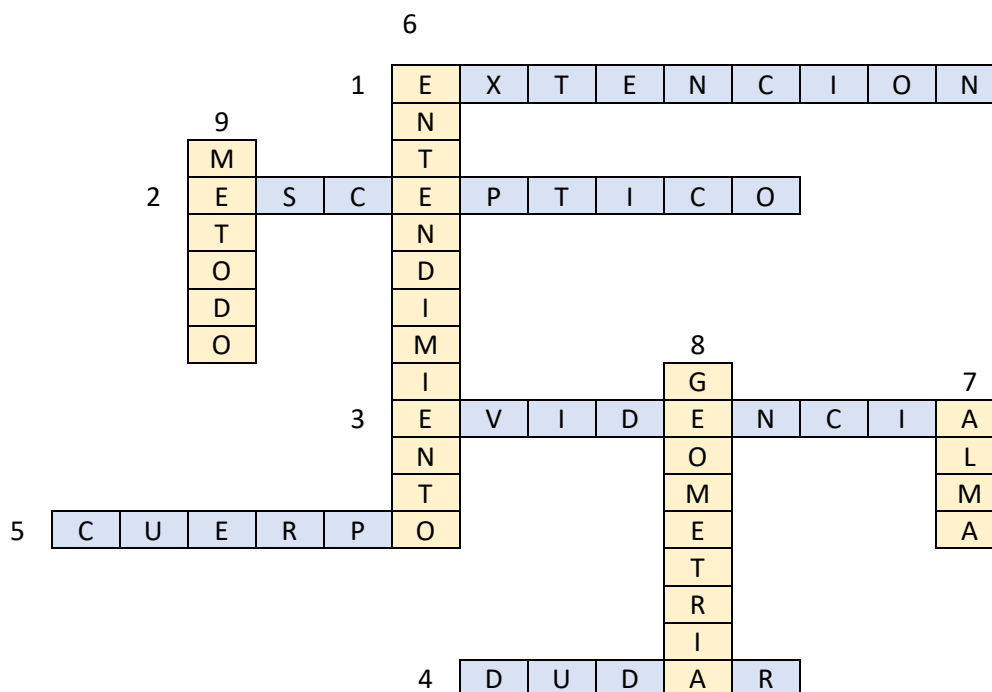 6
1 E X T E N C I O N
9 N
M T
2 E S C E P T I C O
T N
O D
D I
O M 8
I G 7
3 E V I D E N C I A
N O L
T M M
5 C U E R P O E A
T
R
I
4 D U D A R